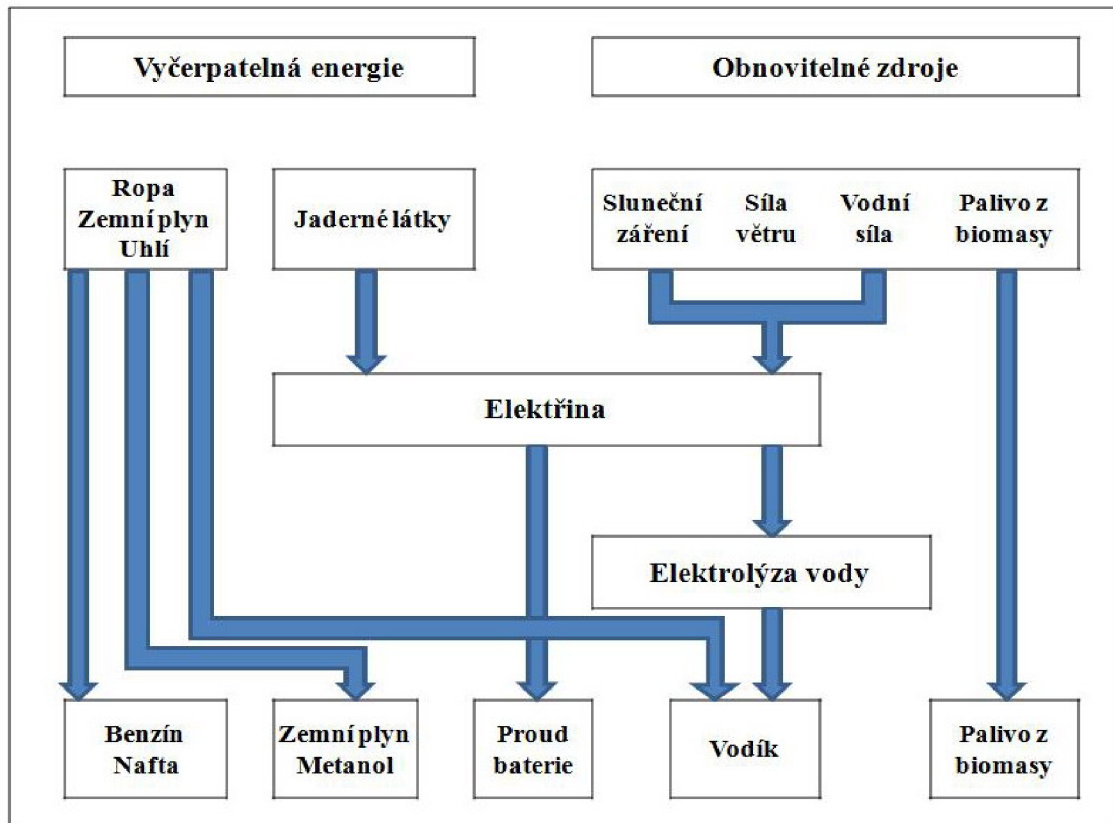 Vyčerpatelná energie
Obnovitelné zdroje
Ropa
Zemní plyn
Uhlí
Jaderné látky
Sluneční
záření
Síla
větru
Vodní
síla
Palivo z
biomasy
Elektřina
Elektrolýza vody
Benzín
Nafta
Zemní plyn
Metanol
Proud
baterie
Vodík
Palivo z
biomasy